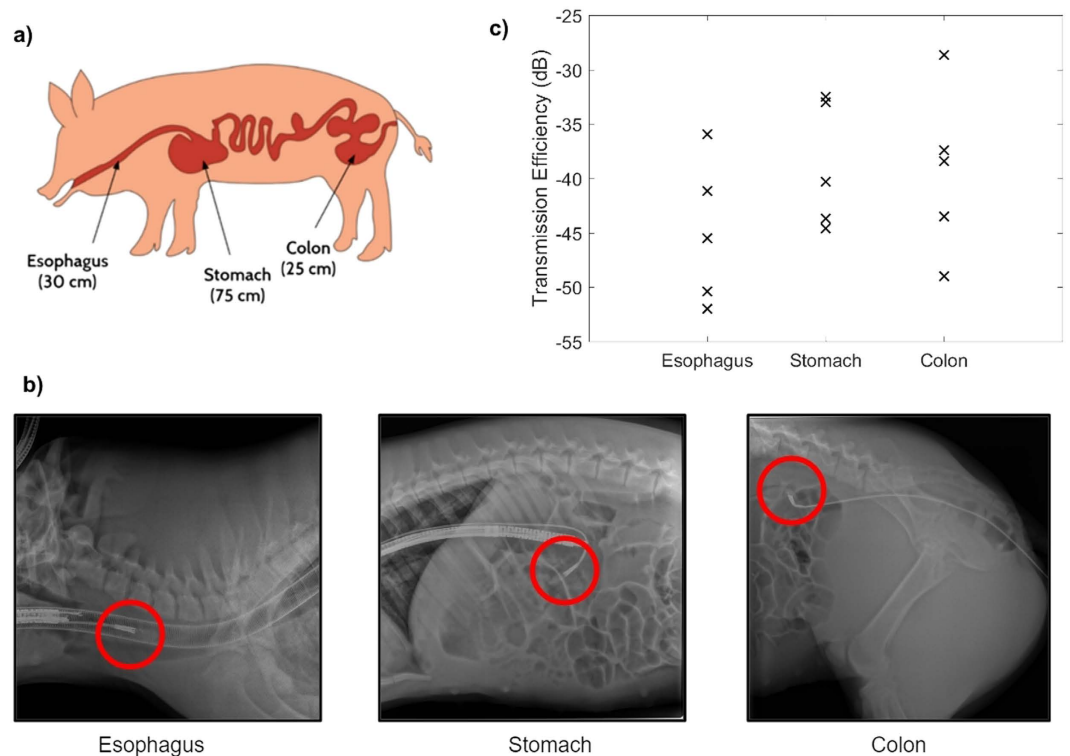 a)
Esophagus
(30 cm)
Stomach
(75 cm)
Colon
(25 cm)
c)
Transmission Efficiency (dB)
-25
-30
-35
-40
-45
-50
-55
Esophagus
Stomach
Colon
b)
Esophagus
Stomach
Colon